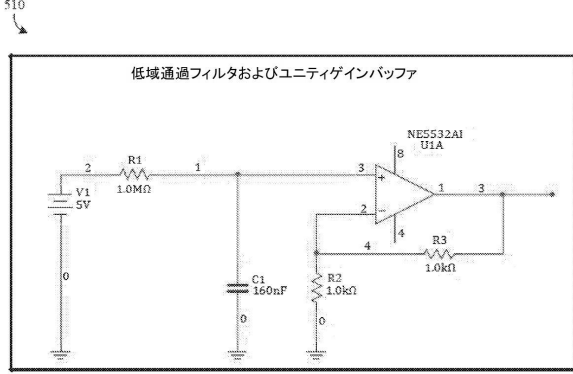 510
低域通過フィルタおよびユニティゲインバッファ
NE5532AI
U1A
8
2
R1
1.0MΩ
1
3
+
1
3
V1
5V
−
2
4
4
R3
1.0kΩ
0
C1
160nF
R2
1.0kΩ
0
0